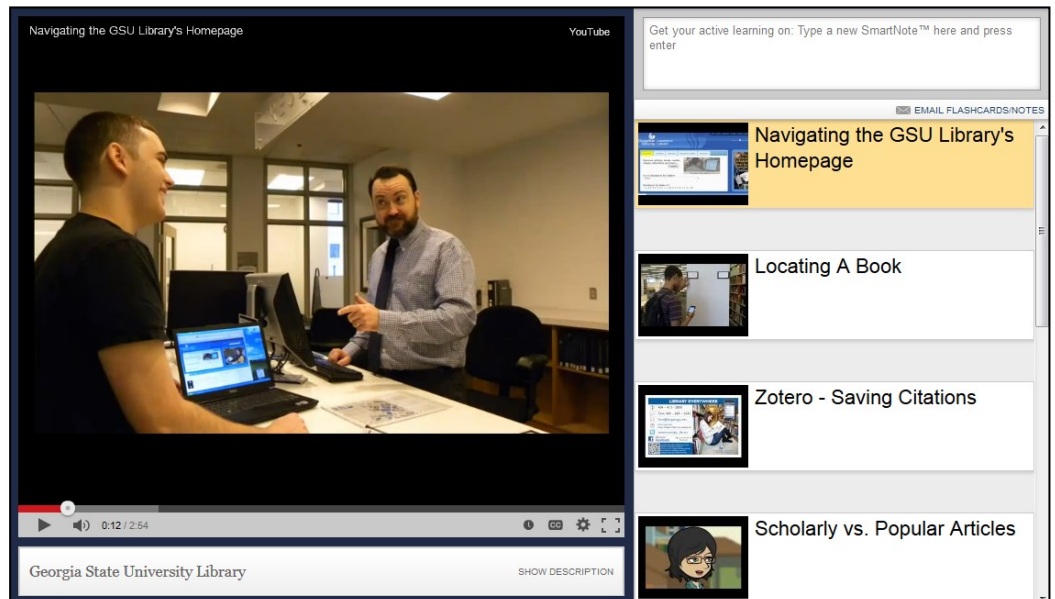 Navigating the GSU Library's Homepage
YouTube
0:12 / 2:54
CC
Georgia State University Library
SHOW DESCRIPTION
Get your active learning on: Type a new SmartNote™ here and press
enter
EMAIL FLASHCARDS/NOTES
Navigating the GSU Library's
Homepage
Locating A Book
LIBRARY EVERYWHERE
Zotero - Saving Citations
Scholarly vs. Popular Articles